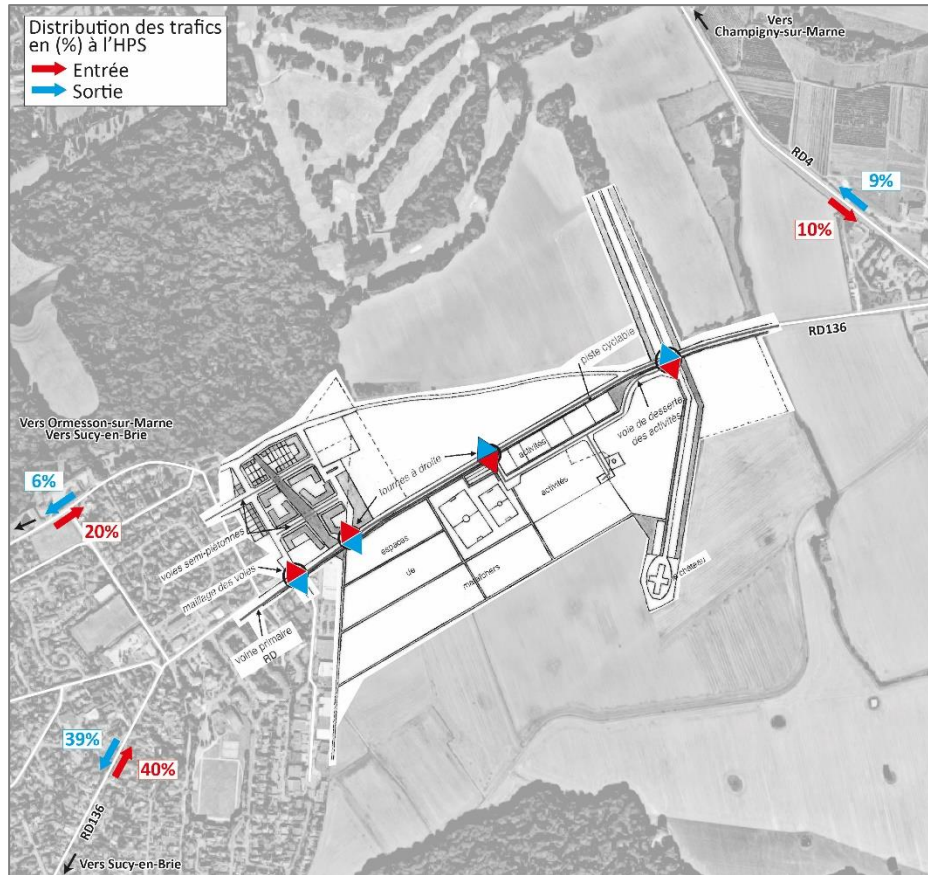 Distribution des trafics
en (%) à l'HPS
Entrée
Sortie
Vers
Champigny-sur-Marne
RD4
9%
10%
RD136
piste cyclable
voie de desserte
des activités
tournes à droite
activités
activités
Vers Ormesson-sur-Marne
Vers Sucy-en-Brie
6%
20%
voies semi-piétonnes
maillage des voies
espaces
de
maraîchers
château
voirie primaire
RD
39%
40%
RD136
Vers Sucy-en-Brie